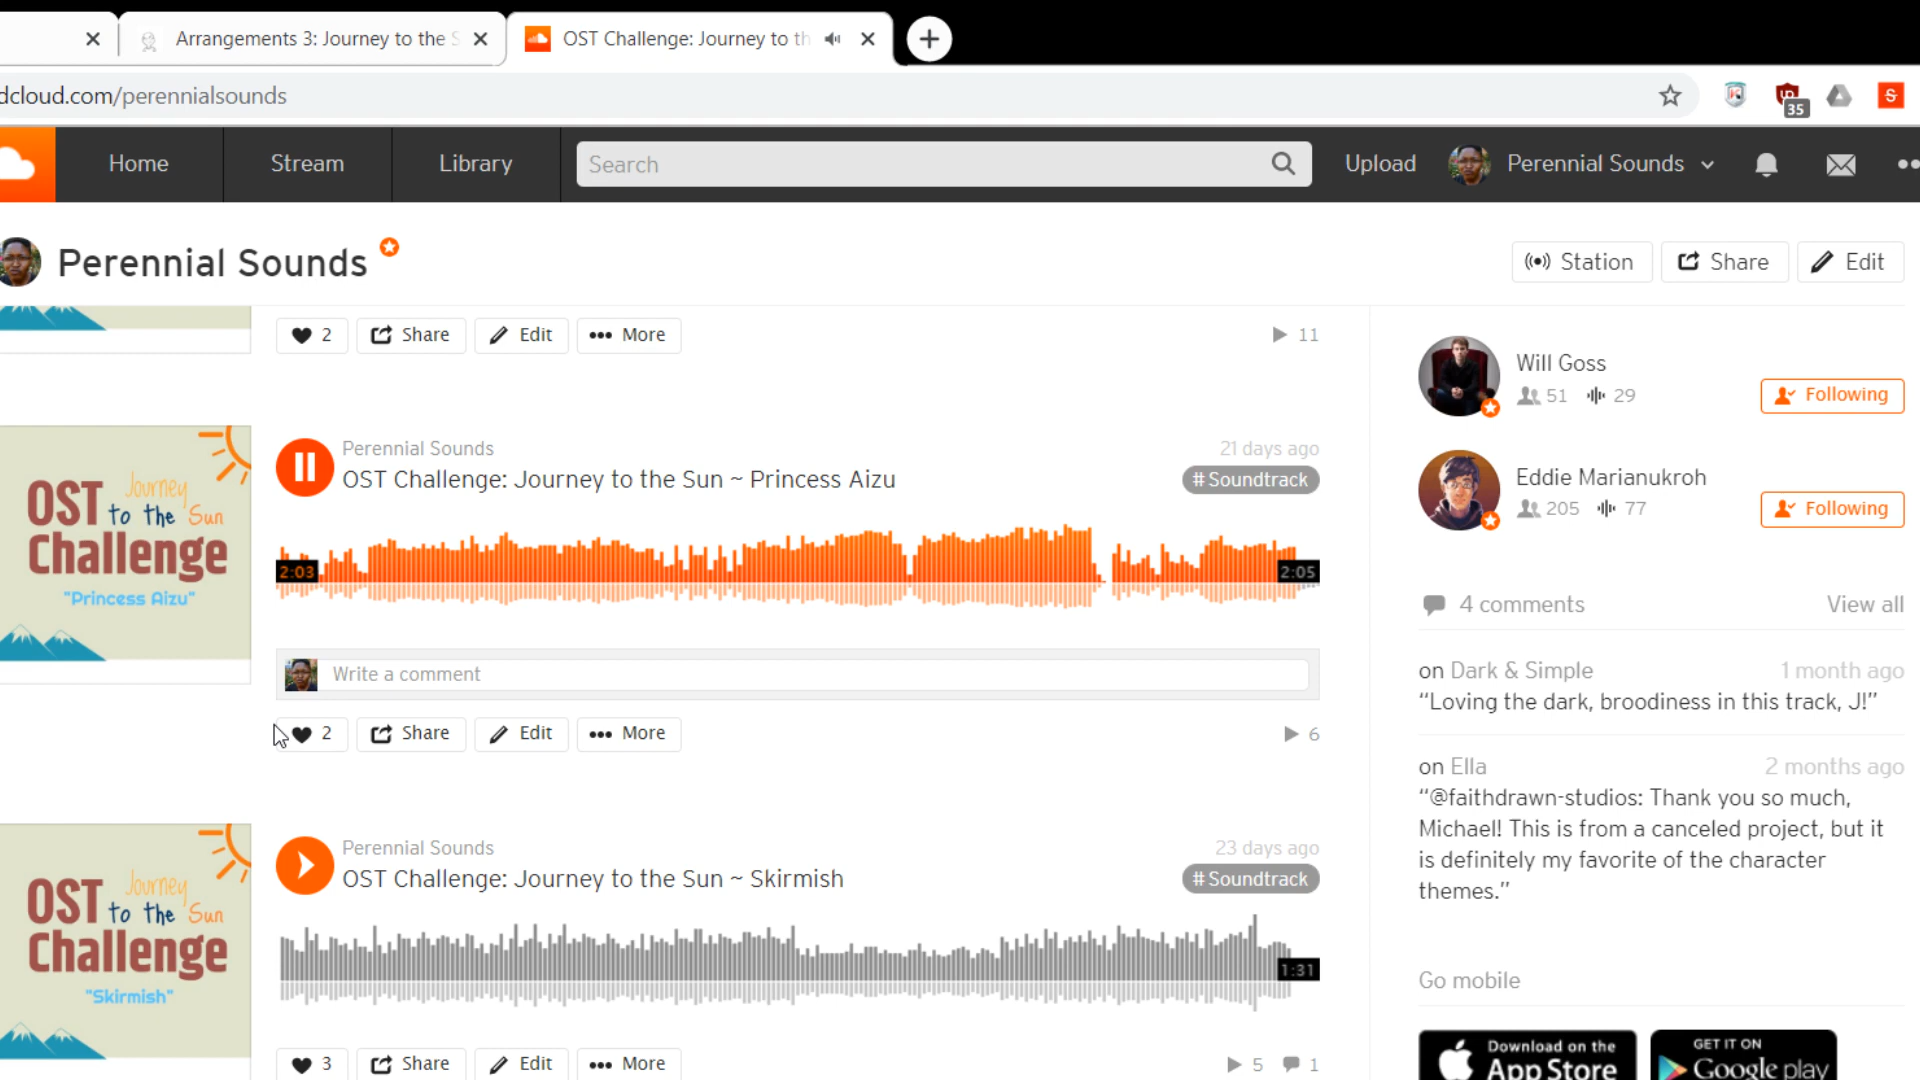 Arrangements 3: Journey to the S
OST Challenge: Journey to th
dcloud.com/perennialsounds
35
Home
Stream
Library
Search
Upload
Perennial Sounds
Perennial Sounds
Station
Share
Edit
2
Share
Edit
More
11
OST
Journey
to the Sun
Challenge
"Princess Aizu"
Perennial Sounds
21 days ago
OST Challenge: Journey to the Sun ~ Princess Aizu
# Soundtrack
2:03
2:05
Write a comment
2
Share
Edit
More
6
OST
Journey
to the Sun
Challenge
"Skirmish"
Perennial Sounds
23 days ago
OST Challenge: Journey to the Sun ~ Skirmish
# Soundtrack
1:31
3
Share
Edit
More
5
1
Will Goss
51
29
Following
Eddie Marianukroh
205
77
Following
4 comments
View all
on Dark & Simple
1 month ago
“Loving the dark, broodiness in this track, J!”
on Ella
2 months ago
“@faithdrawn-studios: Thank you so much,
Michael! This is from a canceled project, but it
is definitely my favorite of the character
themes.”
Go mobile
Download on the
App Store
GET IT ON
Google play